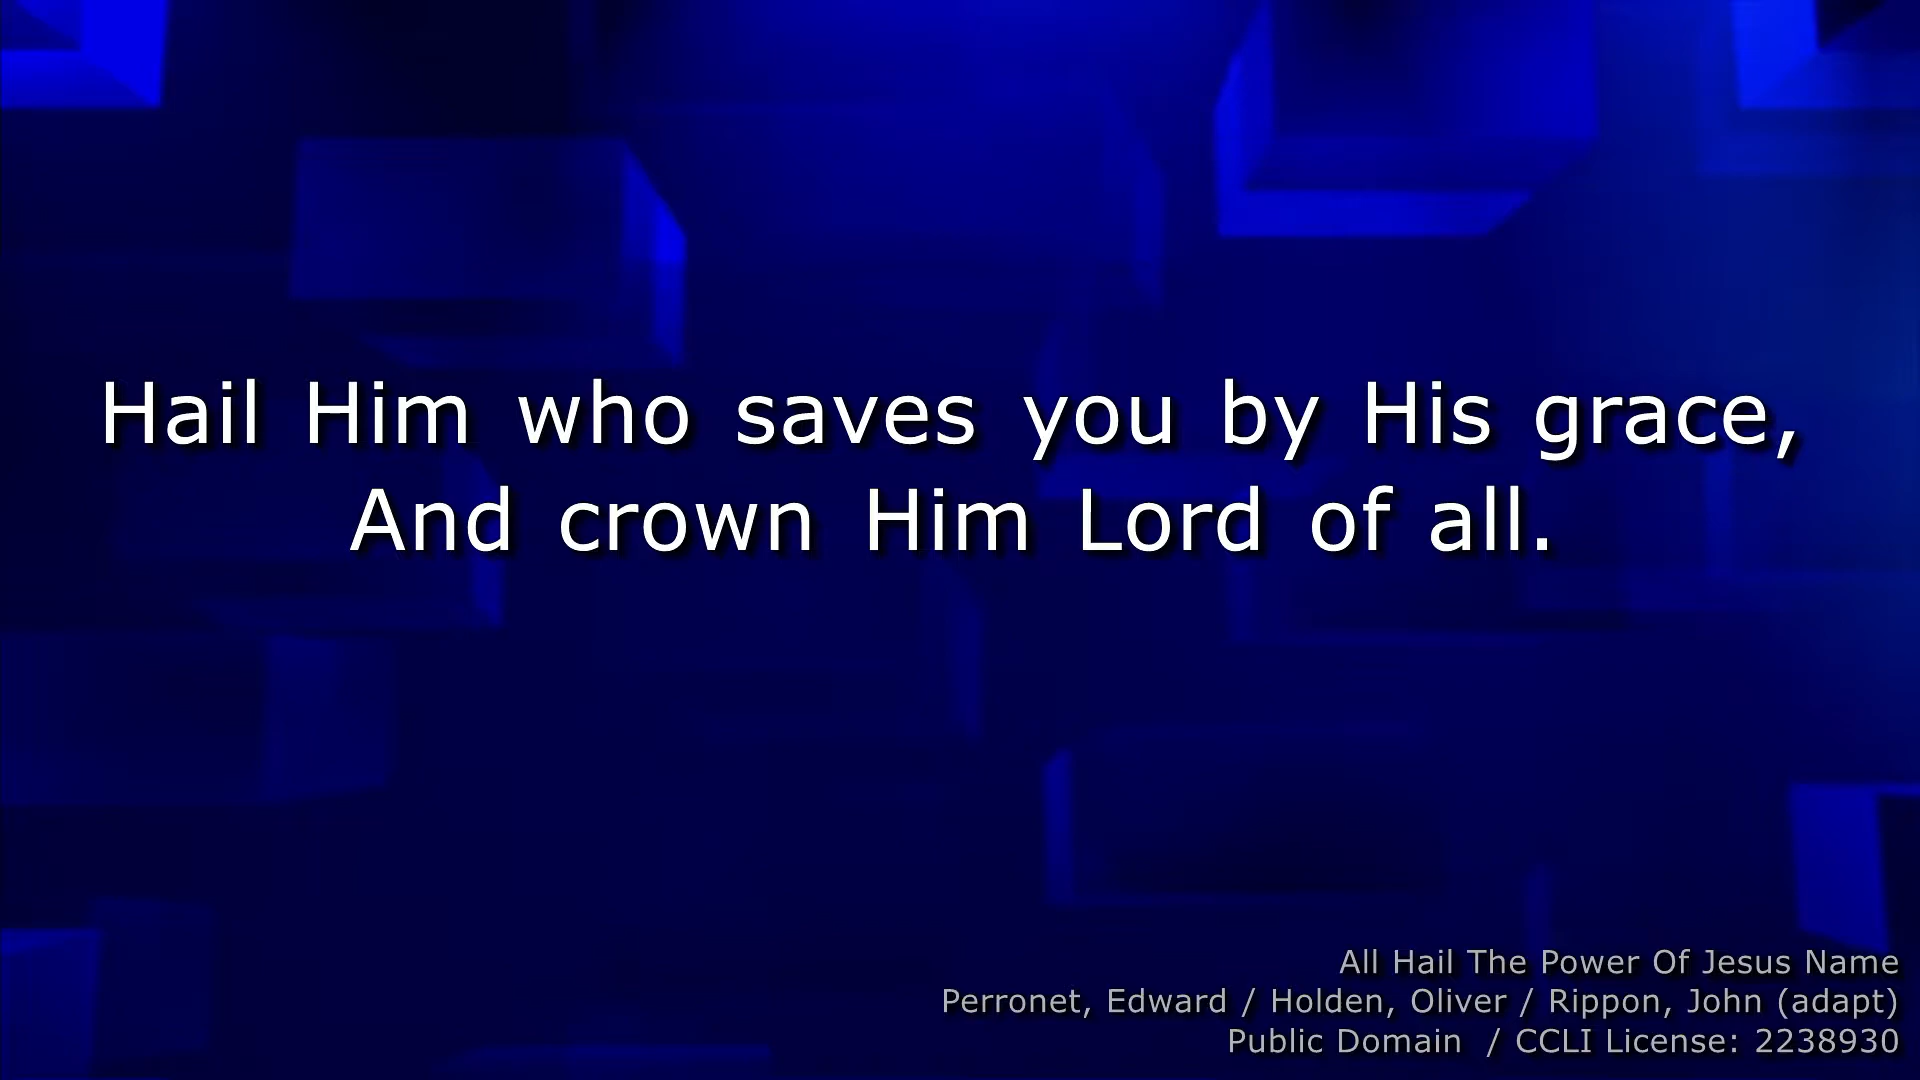 Hail Him who saves you by His grace,
And crown Him Lord of all.
All Hail The Power Of Jesus Name
Perronet, Edward / Holden, Oliver / Rippon, John (adapt)
Public Domain / CCLI License: 2238930